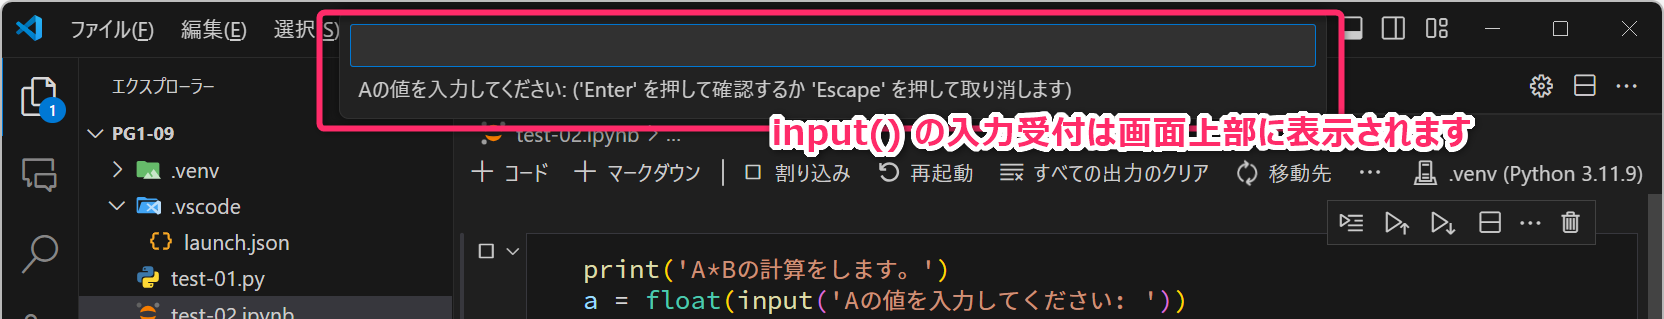 ファイル(F) 編集(E) 選択(S)
Aの値を入力してください: ('Enter' を押して確認するか 'Escape' を押して取り消します)
エクスプローラー
1
input() の入力受付は画面上部に表示されます
PG1-09
test-02.ipynb > ...
.venv
コード マークダウン 割り込み 再起動 すべての出力のクリア 移動先 ... .venv (Python 3.11.9)
.vscode
launch.json
test-01.py
test-02.ipynb
print('A*Bの計算をします。')
a = float(input('Aの値を入力してください: '))